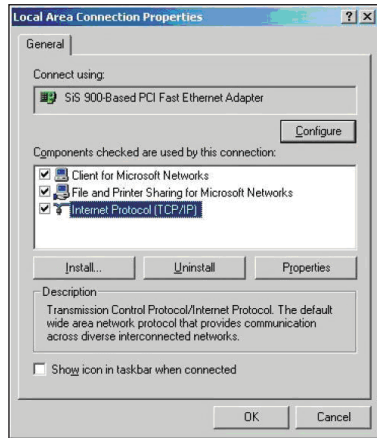 Local Area Connection Properties
General
Connect using:
SiS 900-Based PCI Fast Ethernet Adapter
Configure
Components checked are used by this connection:
Client for Microsoft Networks
File and Printer Sharing for Microsoft Networks
Internet Protocol (TCP/IP)
Install... Uninstall Properties
Description
Transmission Control Protocol/Internet Protocol. The default
wide area network protocol that provides communication
across diverse interconnected networks.
Show icon in taskbar when connected
OK Cancel